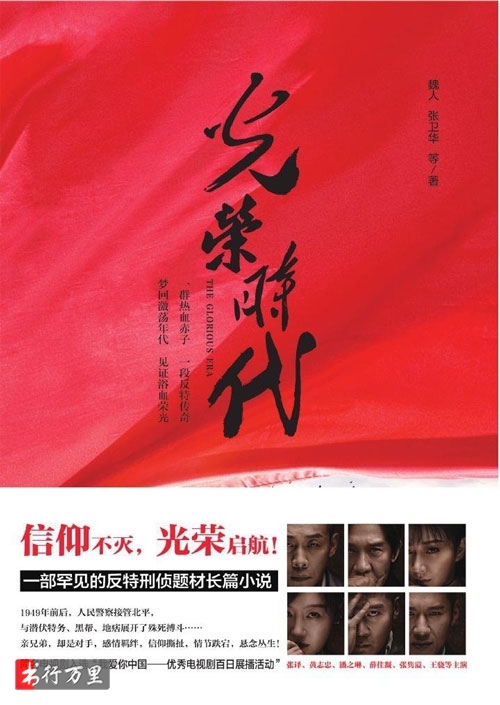 光荣時代
THE GLORIOUS ERA
魏人 张卫华 等/著
一群热血赤子 一段反特传奇
梦回激荡年代 见证浴血荣光
信仰不灭，光荣启航！
一部罕见的反特刑侦题材长篇小说
1949年前后，人民警察接管北平，
与潜伏特务、黑帮、地痞展开了殊死搏斗……
亲兄弟，却是对手，感情羁绊，信仰撕扯，情节跌宕，悬念丛生！
爱你中国——优秀电视剧百日展播活动”
张译、黄志忠、潘之琳、薛佳凝、张隽溢、王骁等主演
书行万里